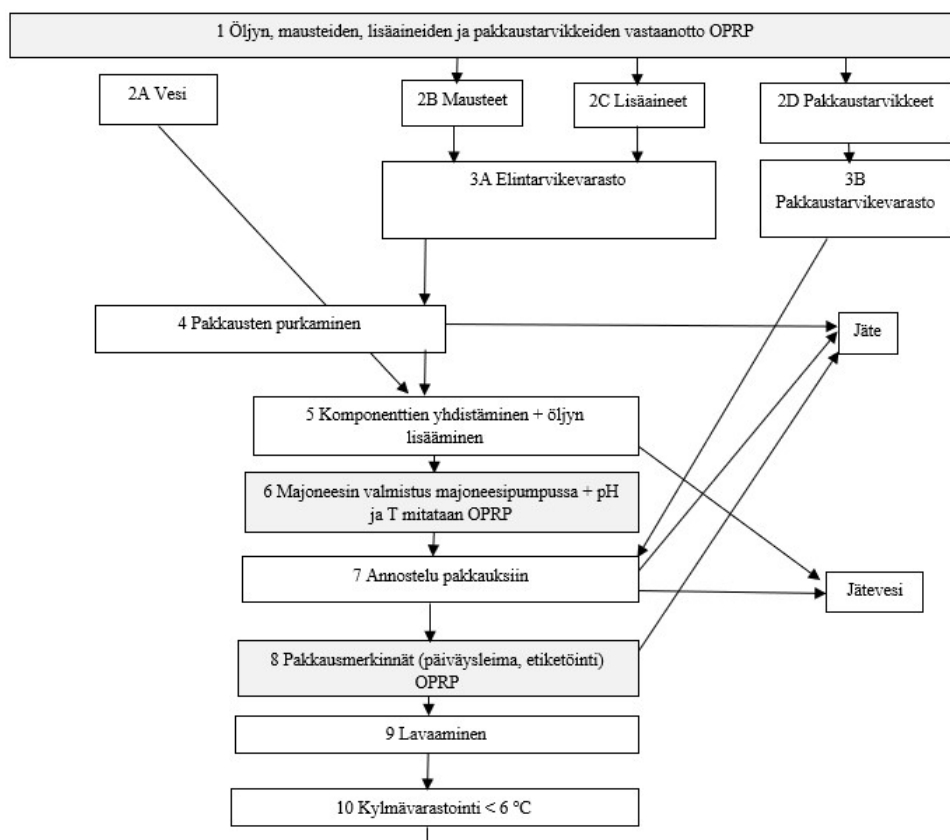 1 Öljyn, mausteiden, lisäaineiden ja pakkaustarvikkeiden vastaanotto OPRP
2A Vesi
2B Mausteet
2C Lisäaineet
2D Pakkaustarvikkeet
3A Elintarvikevarasto
3B
Pakkaustarvikevarasto
4 Pakkausten purkaminen
Jäte
5 Komponenttien yhdistäminen + öljyn
lisääminen
6 Majoneesin valmistus majoneesipumpussa + pH
ja T mitataan OPRP
7 Annostelu pakkauksiin
Jätevesi
8 Pakkausmerkinnät (päiväysleima, etiketöinti)
OPRP
9 Lavaaminen
10 Kylmävarastointi < 6 °C